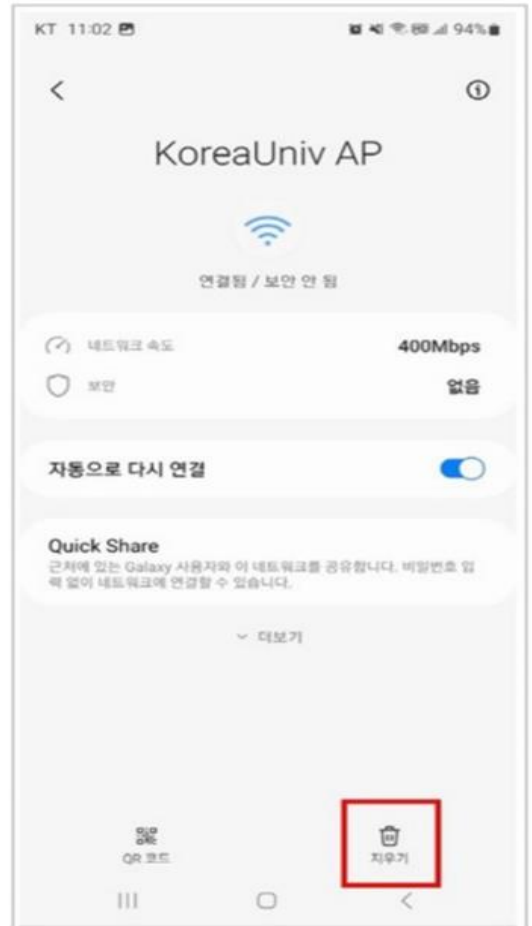 KT 11:02 94%
KoreaUniv AP
연결됨 / 보안 안 됨
네트워크 속도 400Mbps
보안 없음
자동으로 다시 연결
Quick Share
근처에 있는 Galaxy 사용자와 이 네트워크를 공유합니다. 비밀번호 입
력 없이 네트워크에 연결할 수 있습니다.
더보기
QR 코드 지우기